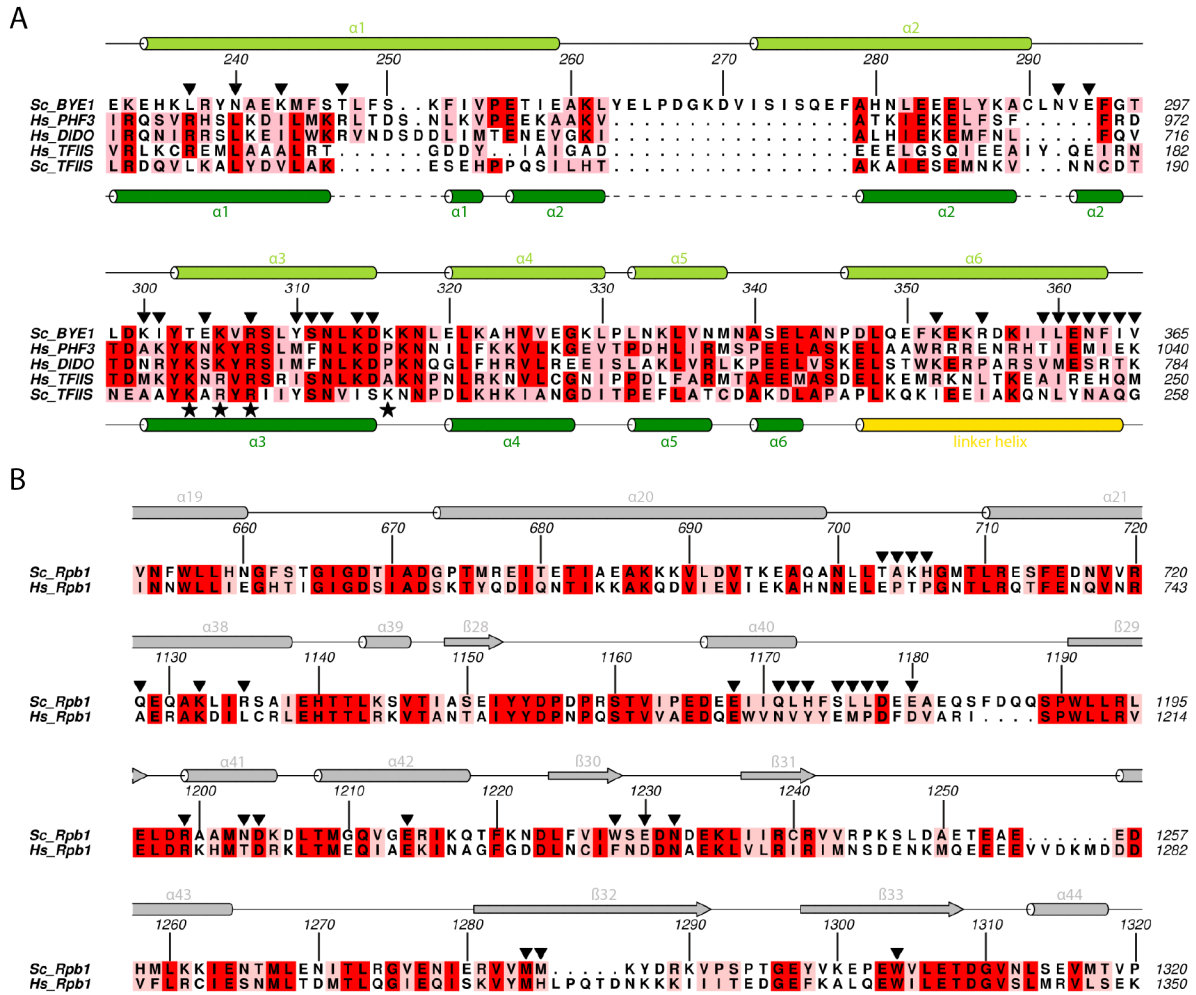 A
α1 α2
240 250 260 270 280 290
Sc_BYE1 EKEHKLRYNAEKMFSTLFS..KFIVPETIEAKLYELPDGKDVISISQEFAHNLEEELYKACLNVEFGT 297
Hs_PHF3 IRQSVRHSLKDILMKRLTDS.NLKVPEEKAAKI................ATKIEKELFSF.....FRD 972
Hs_DIDO IRQNIRRSLKEILWKRVNDSDDLIMTENEVGKI................ALHIEKEMFNL.....FQV 716
Hs_TFIIS VRLKCREMLAAALRT......GDDY..IAIGAD................EEELGSQIEEAIY.QEIRN 182
Sc_TFIIS LRDQVLKALYDVLAK......ESEHPPQSILHT................AKAIESEMNKV...NNCDT 190
α1 α1 α2 α2 α2
α3 α4 α5 α6
300 310 320 330 340 350 360
Sc_BYE1 LDKIYTEKVRSLYSNLKDKKNLELKAHVVEGKLPLNKLVNMNASELANPDLQEFKEKRDKIILENFIV 365
Hs_PHF3 TDAKYKNKYRSLMFNLKDPKNNILFKKVLKGEVTPDHLIRMSPEELASKELAAWRRRENRHTIEMIEK 1040
Hs_DIDO TDNRYKSKYRSIMFNLKDPKNQGLFHRVLREEISLAKLVRLKPEELVSKELSTWKERPARSVMESRTK 784
Hs_TFIIS TDMKYKNRVRSRISNLKDAKNPNLRKNVLCGNIPPDLFARMTAEEMASDELKEMRKNLTKEAIREHQM 250
Sc_TFIIS NEAAYKARYRIIYSNVISKNNPDLKHKIANGDITPEFLATCDAKDLAPAPLKQKIEEIAKQNLYNAQG 258
α3 α4 α5 α6 linker helix
B
α19 α20 α21
660 670 680 690 700 710 720
Sc_Rpb1 VNFWLLHNGFSTGIGDTIADGPTMREITETIAEAKKKVLDVTKEAQANLLTAKHGMTLRESFEDNVVR 720
Hs_Rpb1 INNWLLIEGHTIGIGDSIADSKTYQDIQNTIKKAKQDVIEVIEKAHNNELEPTPGNTLRQTFENQVNR 743
α38 α39 ß28 α40 ß29
1130 1140 1150 1160 1170 1180 1190
Sc_Rpb1 QEQAKLIRSAIEHTTLKSVTIASEIYYDPDPRSTVIPEDEEIIQLHFSLLDEEAEQSFDQQSPWLLRL 1195
Hs_Rpb1 AERAKDILCRLEHTTLRKVTANTAIYYDPNPQSTVVAEDQEWVNVYYEMPDFDVARI....SPWLLRV 1214
α41 α42 ß30 ß31
1200 1210 1220 1230 1240 1250
Sc_Rpb1 ELDRAAMNDKDLTMGQVGERIKQTFKNDLFVIWSEDNDEKLIIRCRVVRPKSLDAETEAE......ED 1257
Hs_Rpb1 ELDRKHMTDRKLTMEQIAEKINAGFGDDLNCIFNDDNAEKLVLRIRIMNSDENKMQEEEEVVDKMDDD 1282
α43 ß32 ß33 α44
1260 1270 1280 1290 1300 1310 1320
Sc_Rpb1 HMLKKIENTMLENITLRGVENIERVVMM.....KYDRKVPSPTGEYVKEPEWVLETDGVNLSEVMTVP 1320
Hs_Rpb1 VFLRCIESNMLTDMTLQGIEQISKVYMHLPQTDNKKKIIITEDGEFKALQEWILETDGVSLMRVLSEK 1350